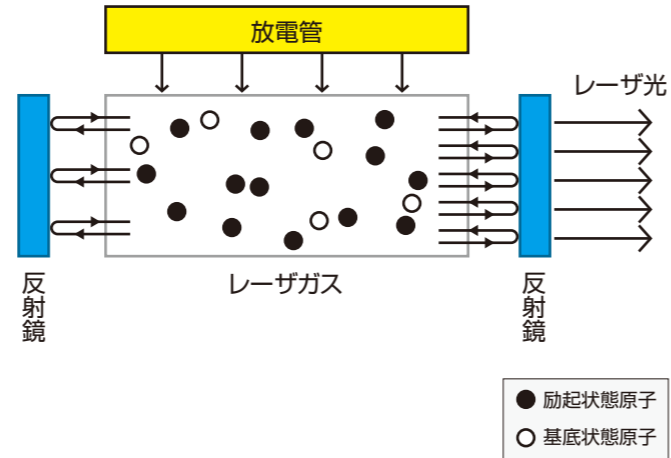 放電管
レーザ光
レーザガス
反射鏡
反射鏡
励起状態原子
基底状態原子